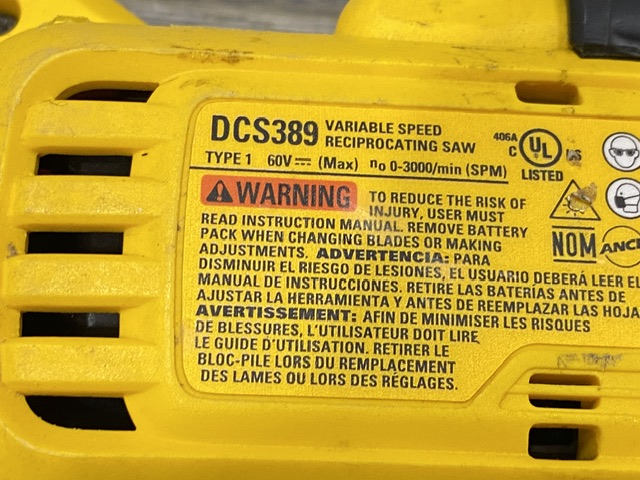 DCS389 VARIABLE SPEED
RECIPROCATING SAW
TYPE 1 60V⎓ (Max) n₀ 0-3000/min (SPM)
406A
C UL US
LISTED
WARNING TO REDUCE THE RISK OF
INJURY, USER MUST
READ INSTRUCTION MANUAL. REMOVE BATTERY
PACK WHEN CHANGING BLADES OR MAKING
ADJUSTMENTS. ADVERTENCIA: PARA
DISMINUIR EL RIESGO DE LESIONES, EL USUARIO DEBERÁ LEER EL
MANUAL DE INSTRUCCIÓNES. RETIRE LAS BATERÍAS ANTES DE
AJUSTAR LA HERRAMIENTA Y ANTES DE REEMPLAZAR LAS HOJA
AVERTISSEMENT: AFIN DE MINIMISER LES RISQUES
DE BLESSURES, L'UTILISATEUR DOIT LIRE
LE GUIDE D'UTILISATION. RETIRER LE
BLOC-PILE LORS DU REMPLACEMENT
DES LAMES OU LORS DES RÉGLAGES.
NOM ANCE